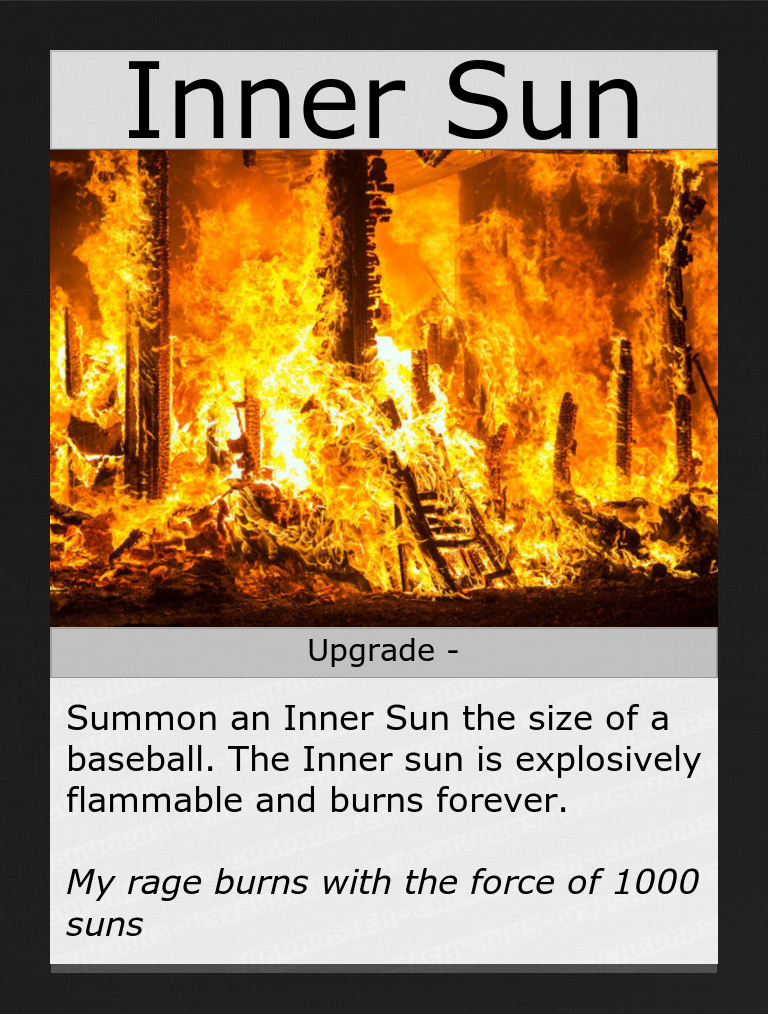 Inner Sun
Upgrade -
Summon an Inner Sun the size of a
baseball. The Inner sun is explosively
flammable and burns forever.
My rage burns with the force of 1000
suns